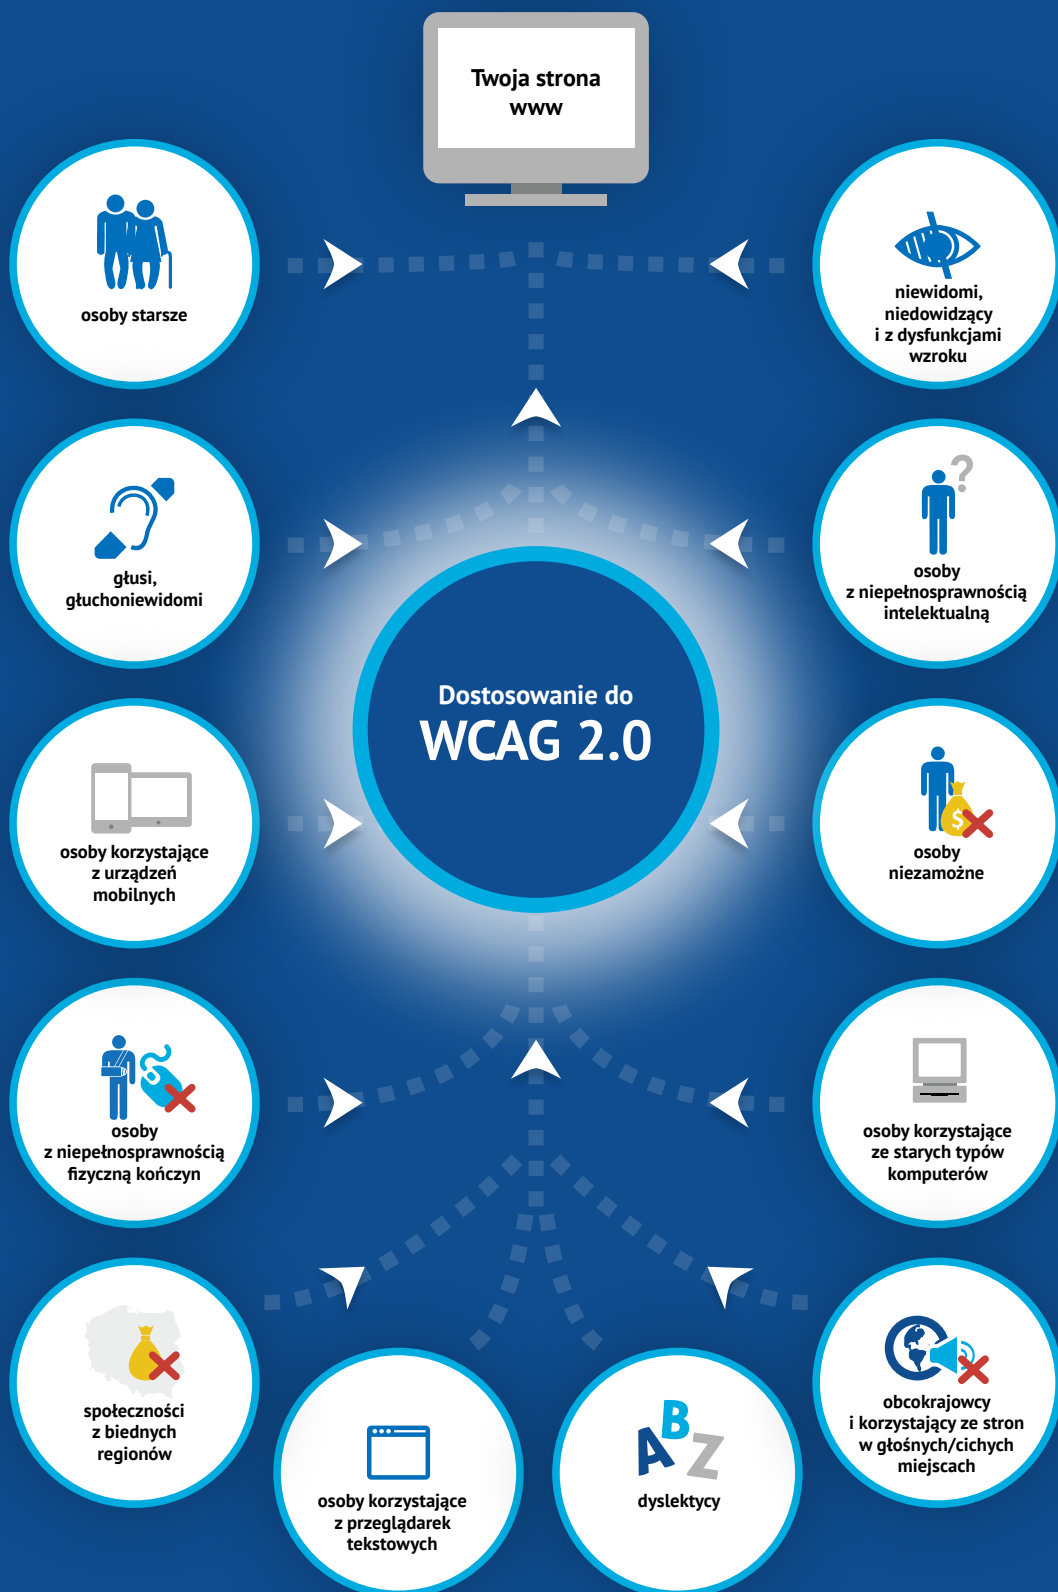 Twoja strona
www
osoby starsze
niewidomi,
niedowidzący
i z dysfunkcjami
wzroku
głusi,
głuchoniewidomi
?
osoby
z niepełnosprawnością
intelektualną
Dostosowanie do
WCAG 2.0
osoby korzystające
z urządzeń
mobilnych
$
osoby
niezamożne
osoby
z niepełnosprawnością
fizyczną kończyn
osoby korzystające
ze starych typów
komputerów
społeczności
z biednych
regionów
osoby korzystające
z przeglądarek
tekstowych
A B Z
dyslektycy
obcokrajowcy
i korzystający ze stron
w głośnych/cichych
miejscach